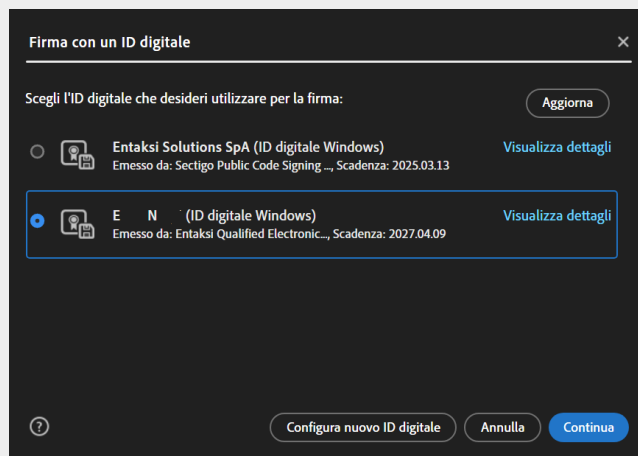 Firma con un ID digitale
Scegli l'ID digitale che desideri utilizzare per la firma:
Aggiorna
Entaksi Solutions SpA (ID digitale Windows)
Visualizza dettagli
Emesso da: Sectigo Public Code Signing ..., Scadenza: 2025.03.13
E N (ID digitale Windows)
Visualizza dettagli
Emesso da: Entaksi Qualified Electronic..., Scadenza: 2027.04.09
Configura nuovo ID digitale
Annulla
Continua